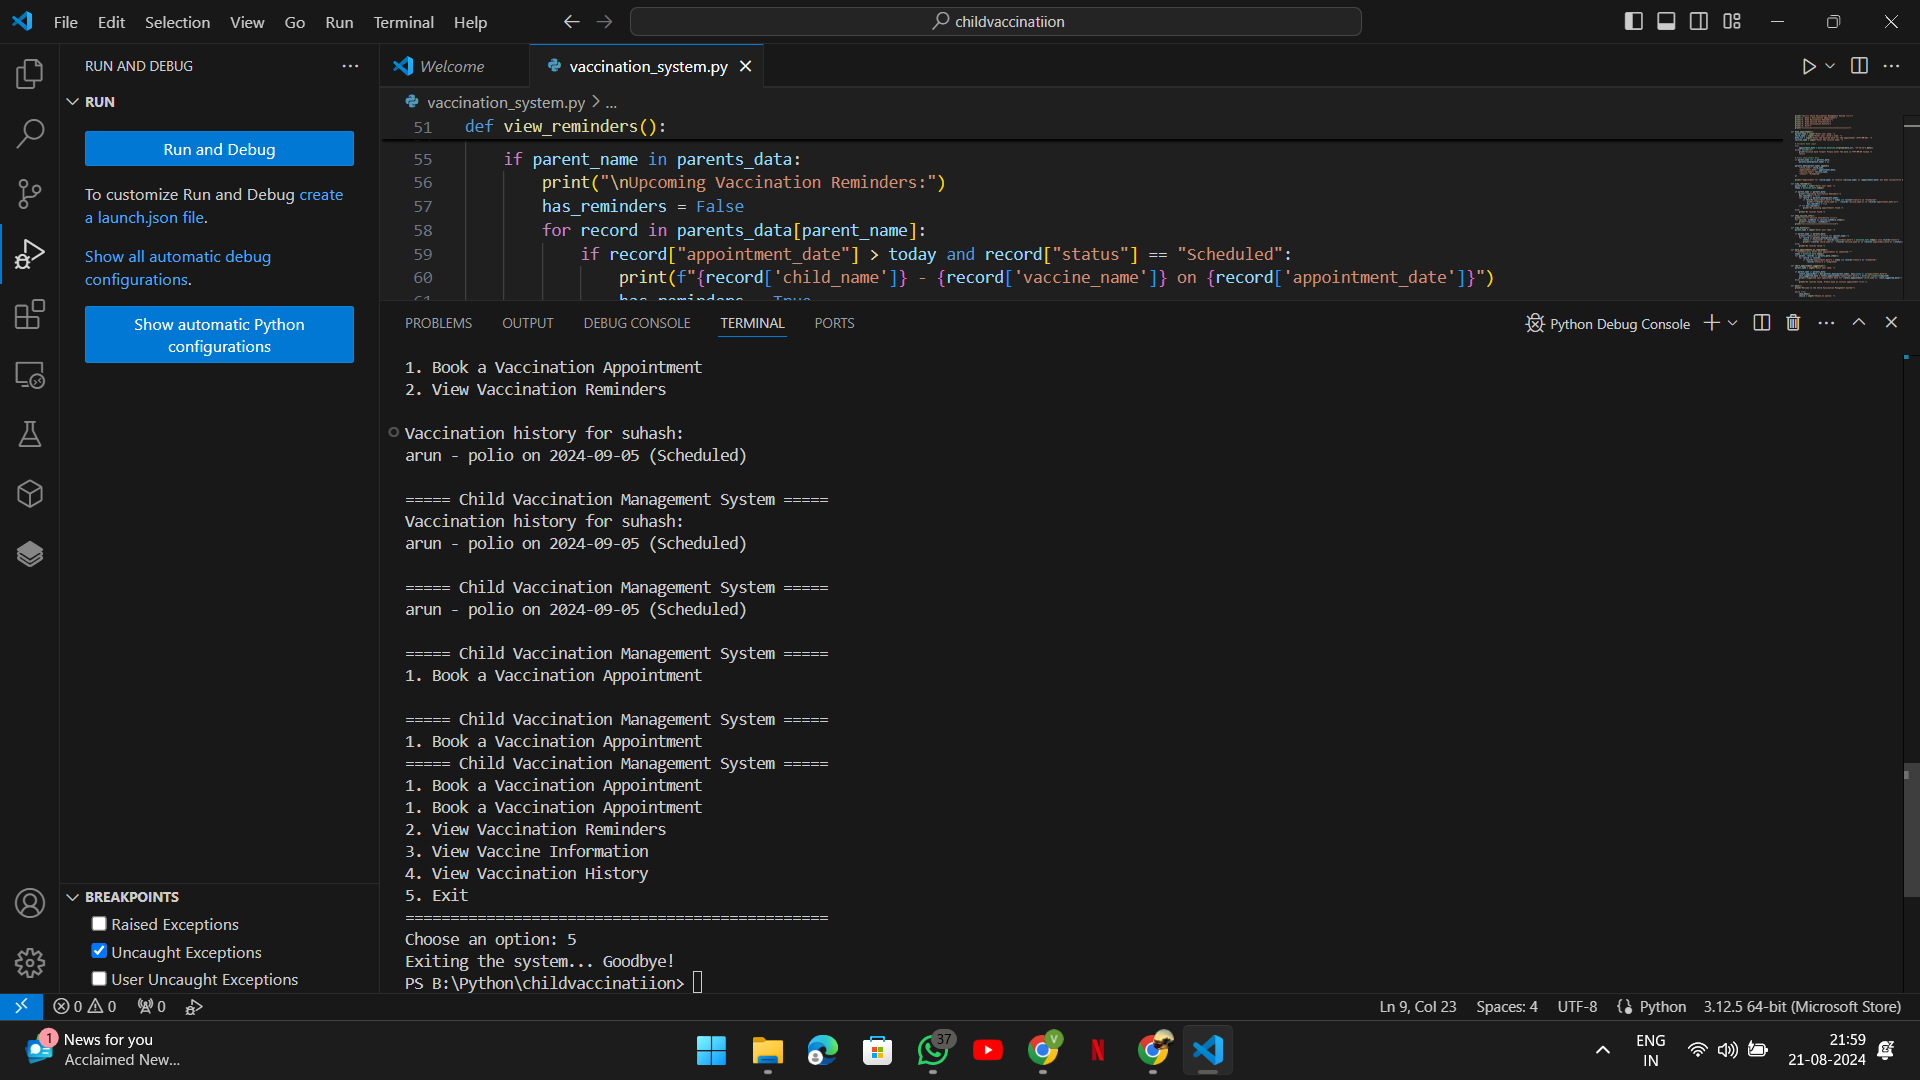 File Edit Selection View Go Run Terminal Help
childvaccinatiion
RUN AND DEBUG
RUN
Run and Debug
To customize Run and Debug create
a launch.json file.
Show all automatic debug
configurations.
Show automatic Python
configurations
BREAKPOINTS
Raised Exceptions
Uncaught Exceptions
User Uncaught Exceptions
Welcome
vaccination_system.py
vaccination_system.py > ...
51 def view_reminders():
55 if parent_name in parents_data:
56 print("\nUpcoming Vaccination Reminders:")
57 has_reminders = False
58 for record in parents_data[parent_name]:
59 if record["appointment_date"] > today and record["status"] == "Scheduled":
60 print(f"{record['child_name']} - {record['vaccine_name']} on {record['appointment_date']}")
61 has_reminders = True
PROBLEMS OUTPUT DEBUG CONSOLE TERMINAL PORTS
Python Debug Console
1. Book a Vaccination Appointment
2. View Vaccination Reminders
Vaccination history for suhash:
arun - polio on 2024-09-05 (Scheduled)
===== Child Vaccination Management System =====
Vaccination history for suhash:
arun - polio on 2024-09-05 (Scheduled)
===== Child Vaccination Management System =====
arun - polio on 2024-09-05 (Scheduled)
===== Child Vaccination Management System =====
1. Book a Vaccination Appointment
===== Child Vaccination Management System =====
1. Book a Vaccination Appointment
===== Child Vaccination Management System =====
1. Book a Vaccination Appointment
1. Book a Vaccination Appointment
2. View Vaccination Reminders
3. View Vaccine Information
4. View Vaccination History
5. Exit
===============================================
Choose an option: 5
Exiting the system... Goodbye!
PS B:\Python\childvaccinatiion>
0 0 0
Ln 9, Col 23 Spaces: 4 UTF-8 Python 3.12.5 64-bit (Microsoft Store)
1
News for you
Acclaimed New...
37
V
N
ENG
IN
21:59
21-08-2024